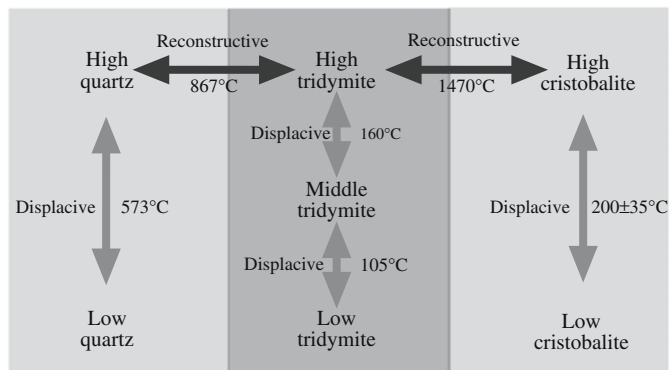 Reconstructive
Reconstructive
High
quartz
867°C
High
tridymite
1470°C
High
cristobalite
Displacive
160°C
Displacive
573°C
Middle
tridymite
Displacive
200±35°C
Displacive
105°C
Low
quartz
Low
tridymite
Low
cristobalite